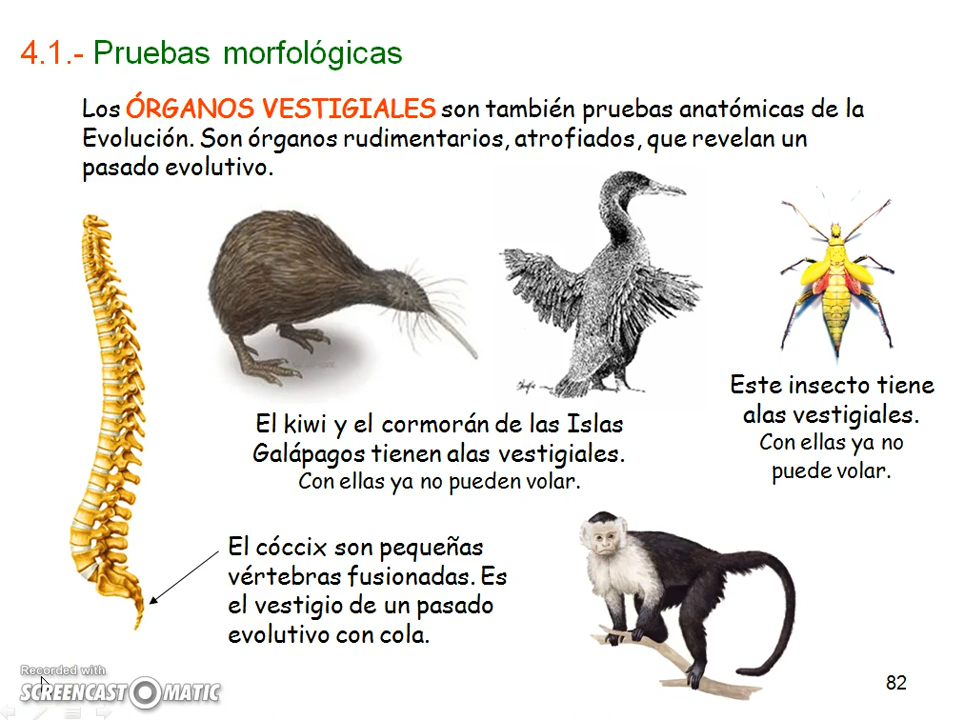 4.1.- Pruebas morfológicas
Los ÓRGANOS VESTIGIALES son también pruebas anatómicas de la
Evolución. Son órganos rudimentarios, atrofiados, que revelan un
pasado evolutivo.
El kiwi y el cormorán de las Islas
Galápagos tienen alas vestigiales.
Con ellas ya no pueden volar.
Este insecto tiene
alas vestigiales.
Con ellas ya no
puede volar.
El cóccix son pequeñas
vértebras fusionadas. Es
el vestigio de un pasado
evolutivo con cola.
Recorded with
SCREENCAST-O-MATIC
82